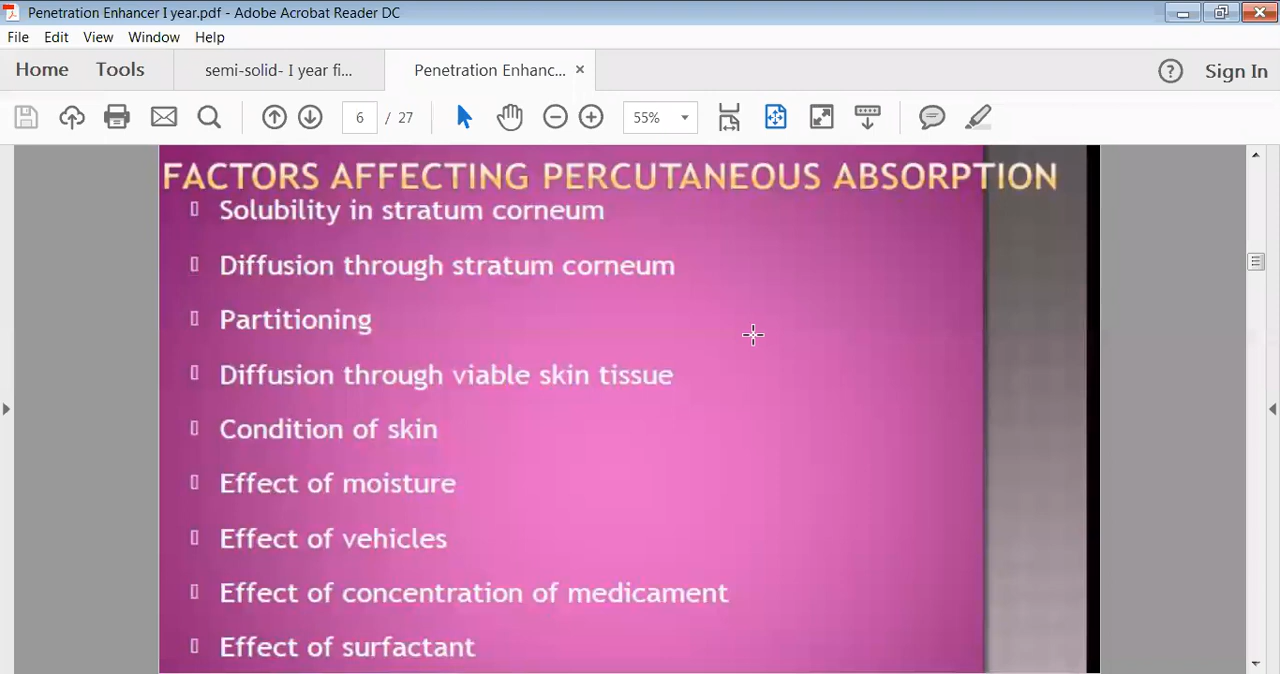 Penetration Enhancer I year.pdf - Adobe Acrobat Reader DC
File Edit View Window Help
Home Tools semi-solid- I year fi... Penetration Enhanc... × Sign In
6 / 27 55%
FACTORS AFFECTING PERCUTANEOUS ABSORPTION
Solubility in stratum corneum
Diffusion through stratum corneum
Partitioning
Diffusion through viable skin tissue
Condition of skin
Effect of moisture
Effect of vehicles
Effect of concentration of medicament
Effect of surfactant